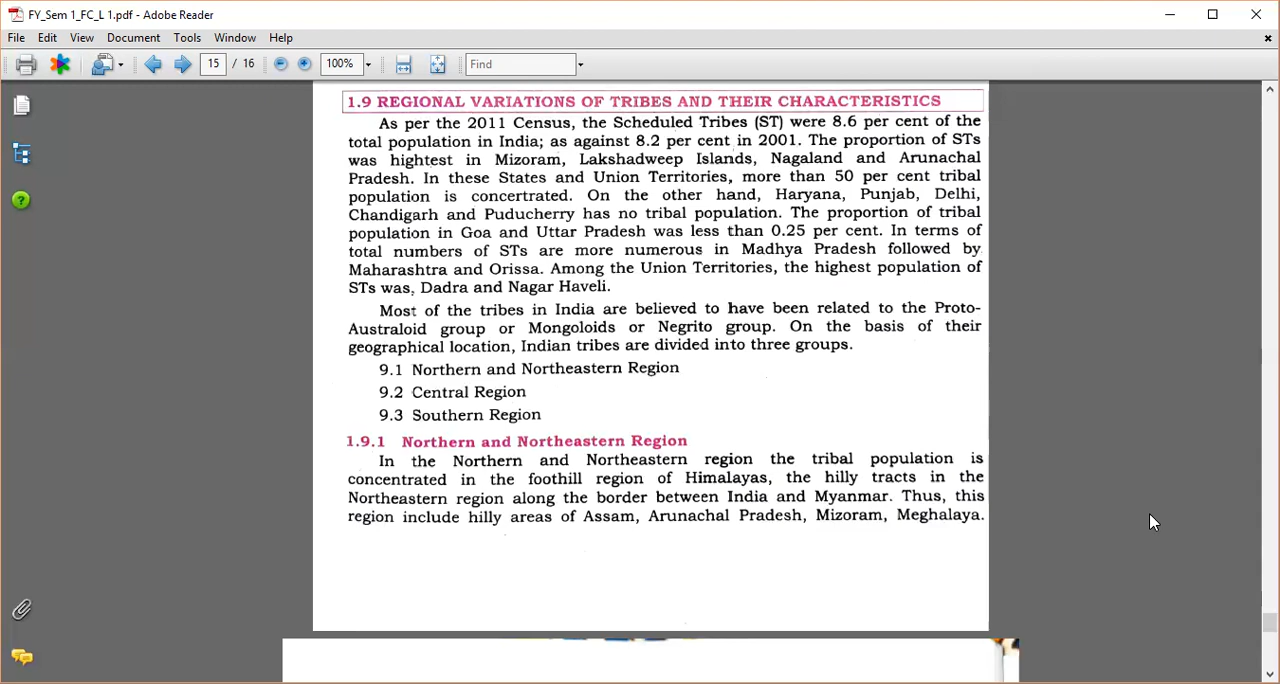 FY_Sem 1_FC_L 1.pdf - Adobe Reader
File Edit View Document Tools Window Help
15 / 16 100% Find
1.9 REGIONAL VARIATIONS OF TRIBES AND THEIR CHARACTERISTICS
As per the 2011 Census, the Scheduled Tribes (ST) were 8.6 per cent of the
total population in India; as against 8.2 per cent in 2001. The proportion of STs
was hightest in Mizoram, Lakshadweep Islands, Nagaland and Arunachal
Pradesh. In these States and Union Territories, more than 50 per cent tribal
population is concertrated. On the other hand, Haryana, Punjab, Delhi,
Chandigarh and Puducherry has no tribal population. The proportion of tribal
population in Goa and Uttar Pradesh was less than 0.25 per cent. In terms of
total numbers of STs are more numerous in Madhya Pradesh followed by
Maharashtra and Orissa. Among the Union Territories, the highest population of
STs was, Dadra and Nagar Haveli.
Most of the tribes in India are believed to have been related to the Proto-
Australoid group or Mongoloids or Negrito group. On the basis of their
geographical location, Indian tribes are divided into three groups.
9.1 Northern and Northeastern Region
9.2 Central Region
9.3 Southern Region
1.9.1 Northern and Northeastern Region
In the Northern and Northeastern region the tribal population is
concentrated in the foothill region of Himalayas, the hilly tracts in the
Northeastern region along the border between India and Myanmar. Thus, this
region include hilly areas of Assam, Arunachal Pradesh, Mizoram, Meghalaya.